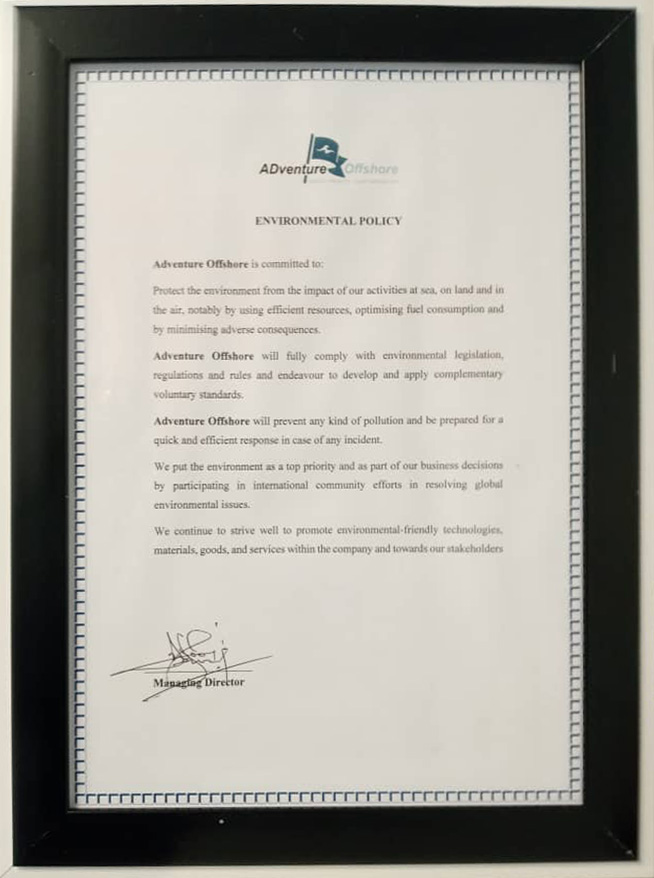 ADventure Offshore
ENVIRONMENTAL POLICY
Adventure Offshore is committed to:
Protect the environment from the impact of our activities at sea, on land and in
the air, notably by using efficient resources, optimising fuel consumption and
by minimising adverse consequences.
Adventure Offshore will fully comply with environmental legislation,
regulations and rules and endeavour to develop and apply complementary
voluntary standards.
Adventure Offshore will prevent any kind of pollution and be prepared for a
quick and efficient response in case of any incident.
We put the environment as a top priority and as part of our business decisions
by participating in international community efforts in resolving global
environmental issues.
We continue to strive well to promote environmental-friendly technologies,
materials, goods, and services within the company and towards our stakeholders
Managing Director